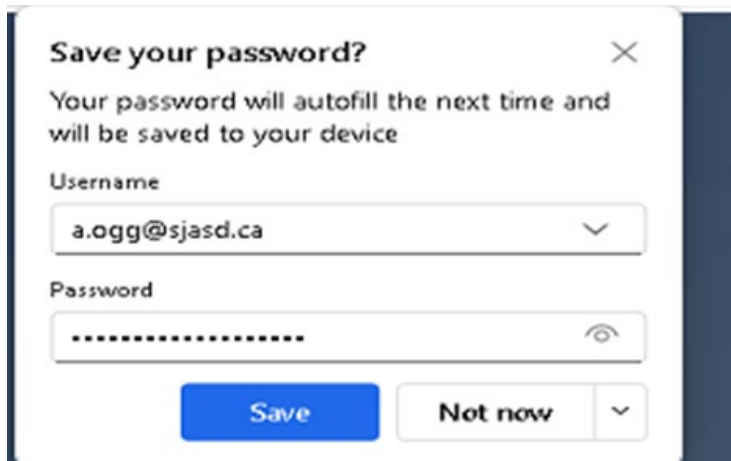 Save your password?
Your password will autofill the next time and
will be saved to your device
Username
a.ogg@sjasd.ca
Password
•••••••••••••••••••
Save
Not now